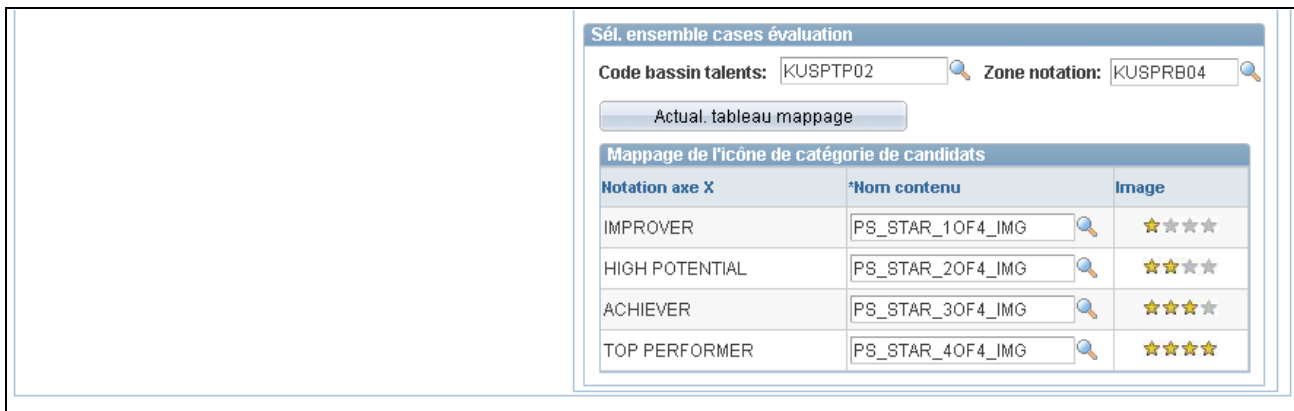 Sél. ensemble cases évaluation
Code bassin talents: KUSPTP02 Zone notation: KUSPRB04
Actual. tableau mappage
Mappage de l'icône de catégorie de candidats
Notation axe X *Nom contenu Image
IMPROVER PS_STAR_1OF4_IMG
HIGH POTENTIAL PS_STAR_2OF4_IMG
ACHIEVER PS_STAR_3OF4_IMG
TOP PERFORMER PS_STAR_4OF4_IMG